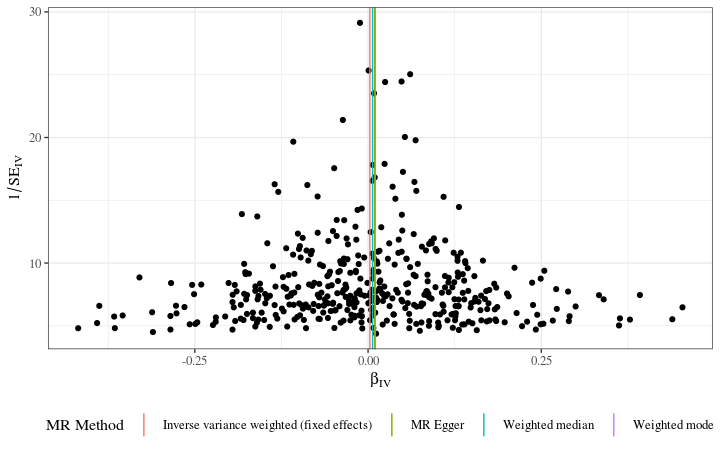 30
20
10
1/SE_IV
-0.25 0.00 0.25
β_IV
MR Method Inverse variance weighted (fixed effects) MR Egger Weighted median Weighted mode